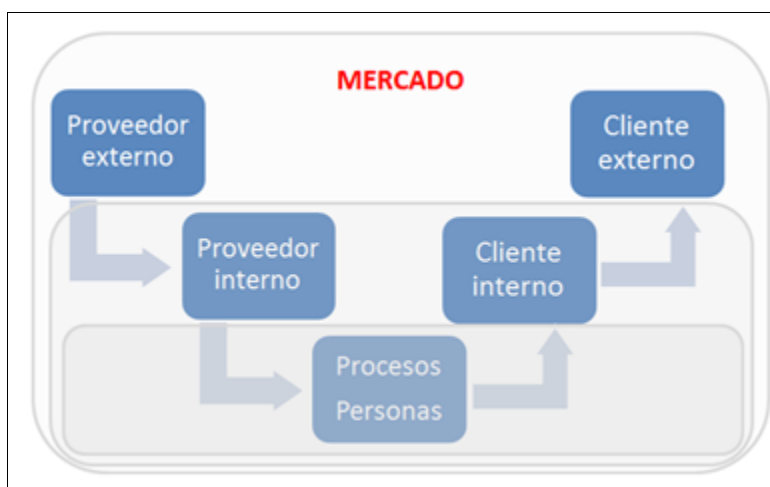 MERCADO
Proveedor
externo
Cliente
externo
Proveedor
interno
Cliente
interno
Procesos
Personas